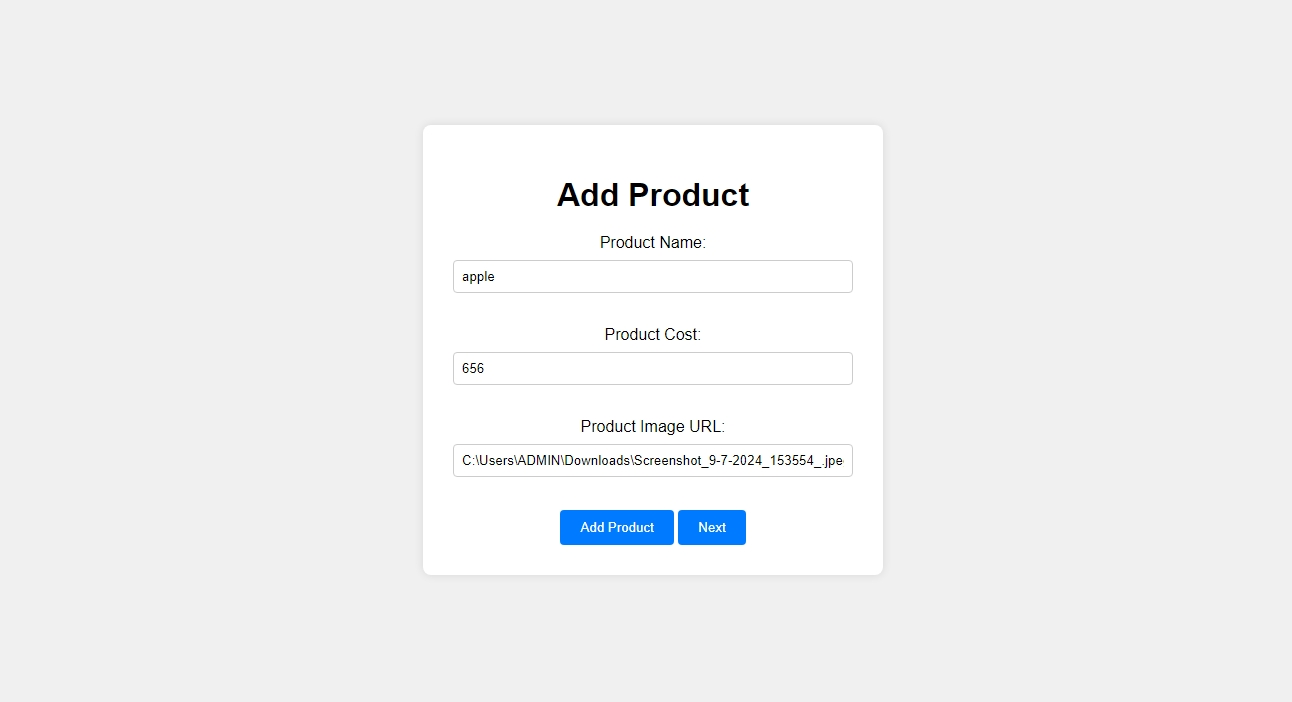 Add Product
Product Name:
apple
Product Cost:
656
Product Image URL:
C:\Users\ADMIN\Downloads\Screenshot_9-7-2024_153554_.jpe
Add Product Next